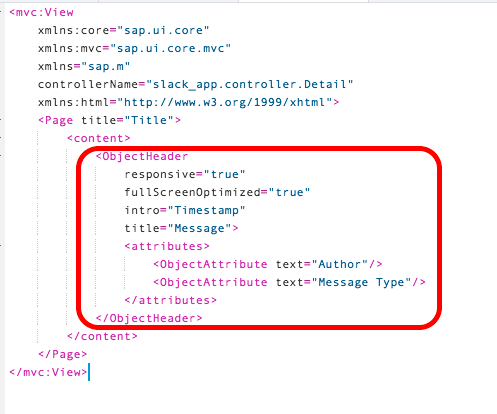 <mvc:View
xmlns:core="sap.ui.core"
xmlns:mvc="sap.ui.core.mvc"
xmlns="sap.m"
controllerName="slack_app.controller.Detail"
xmlns:html="http://www.w3.org/1999/xhtml">
<Page title="Title">
<content>
<ObjectHeader
responsive="true"
fullScreenOptimized="true"
intro="Timestamp"
title="Message">
<attributes>
<ObjectAttribute text="Author"/>
<ObjectAttribute text="Message Type"/>
</attributes>
</ObjectHeader>
</content>
</Page>
</mvc:View>